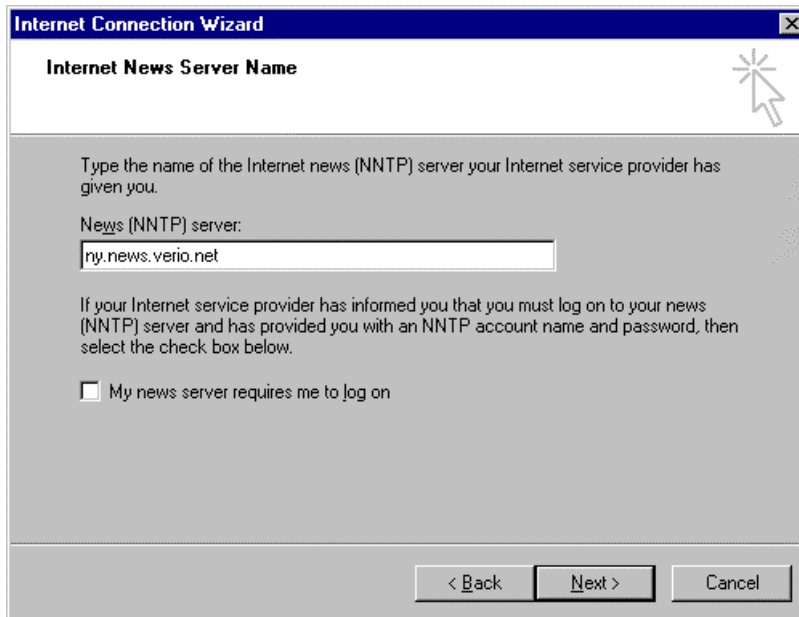 Internet Connection Wizard
Internet News Server Name
Type the name of the Internet news (NNTP) server your Internet service provider has
given you.
News (NNTP) server:
ny.news.verio.net
If your Internet service provider has informed you that you must log on to your news
(NNTP) server and has provided you with an NNTP account name and password, then
select the check box below.
My news server requires me to log on
< Back Next > Cancel